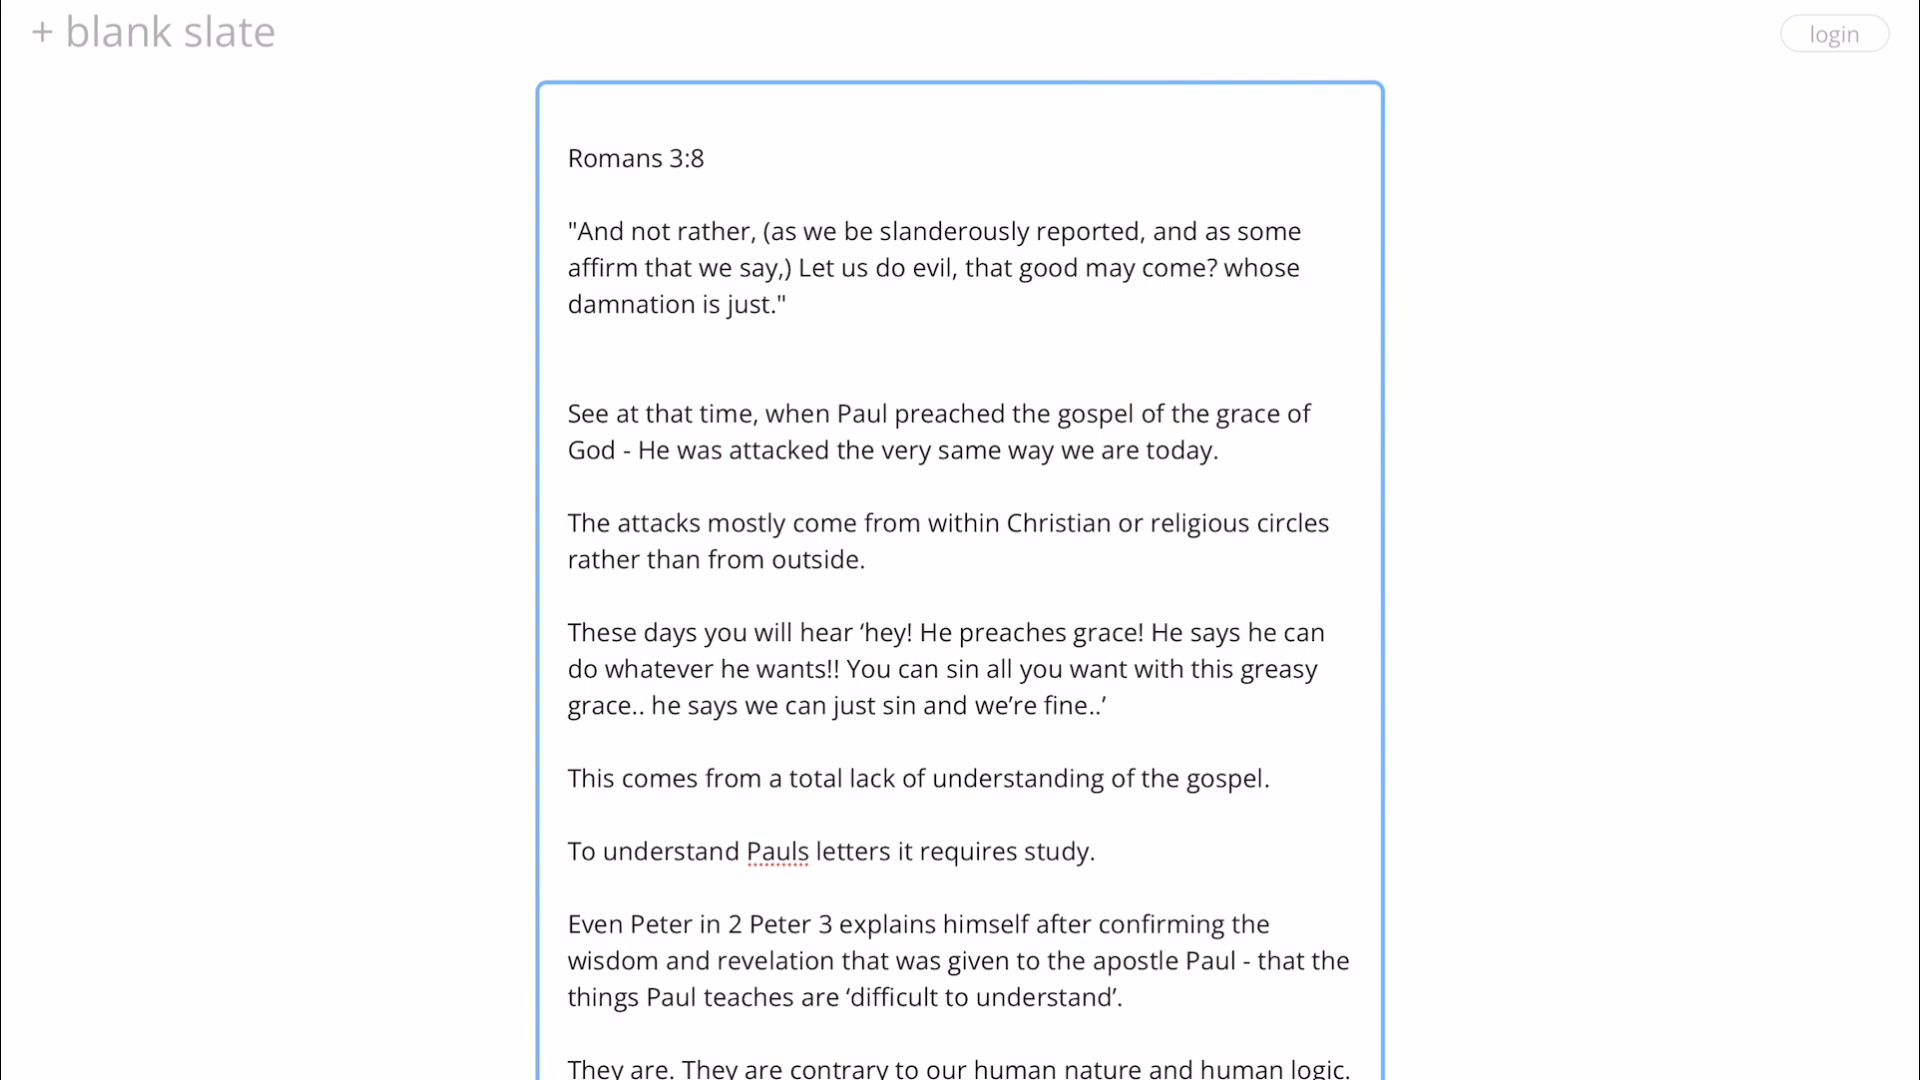 + blank slate
login
Romans 3:8
"And not rather, (as we be slanderously reported, and as some
affirm that we say,) Let us do evil, that good may come? whose
damnation is just."
See at that time, when Paul preached the gospel of the grace of
God - He was attacked the very same way we are today.
The attacks mostly come from within Christian or religious circles
rather than from outside.
These days you will hear ‘hey! He preaches grace! He says he can
do whatever he wants!! You can sin all you want with this greasy
grace.. he says we can just sin and we’re fine..’
This comes from a total lack of understanding of the gospel.
To understand Pauls letters it requires study.
Even Peter in 2 Peter 3 explains himself after confirming the
wisdom and revelation that was given to the apostle Paul - that the
things Paul teaches are ‘difficult to understand’.
They are. They are contrary to our human nature and human logic.